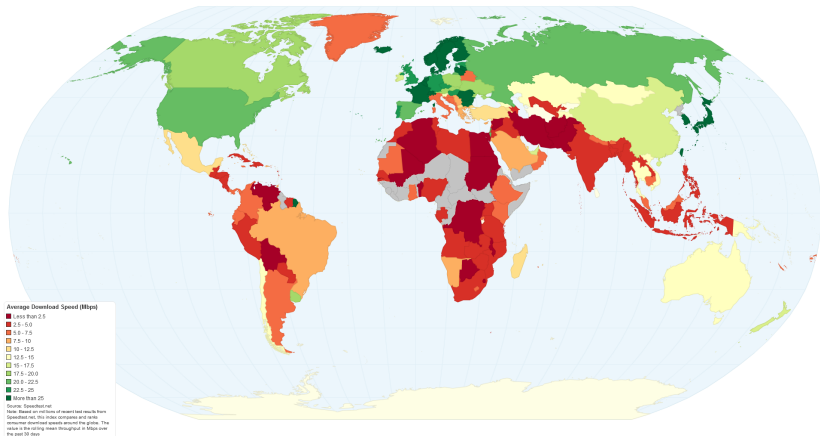 Average Download Speed (Mbps)
Less than 2.5
2.5 - 5.0
5.0 - 7.5
7.5 - 10
10 - 12.5
12.5 - 15
15 - 17.5
17.5 - 20.0
20.0 - 22.5
22.5 - 25
More than 25
Source: Speedtest.net
Note: Based on millions of recent test results from
Speedtest.net, this index compares and ranks
consumer download speeds around the globe. The
value is the rolling mean throughput in Mbps over
the past 30 days